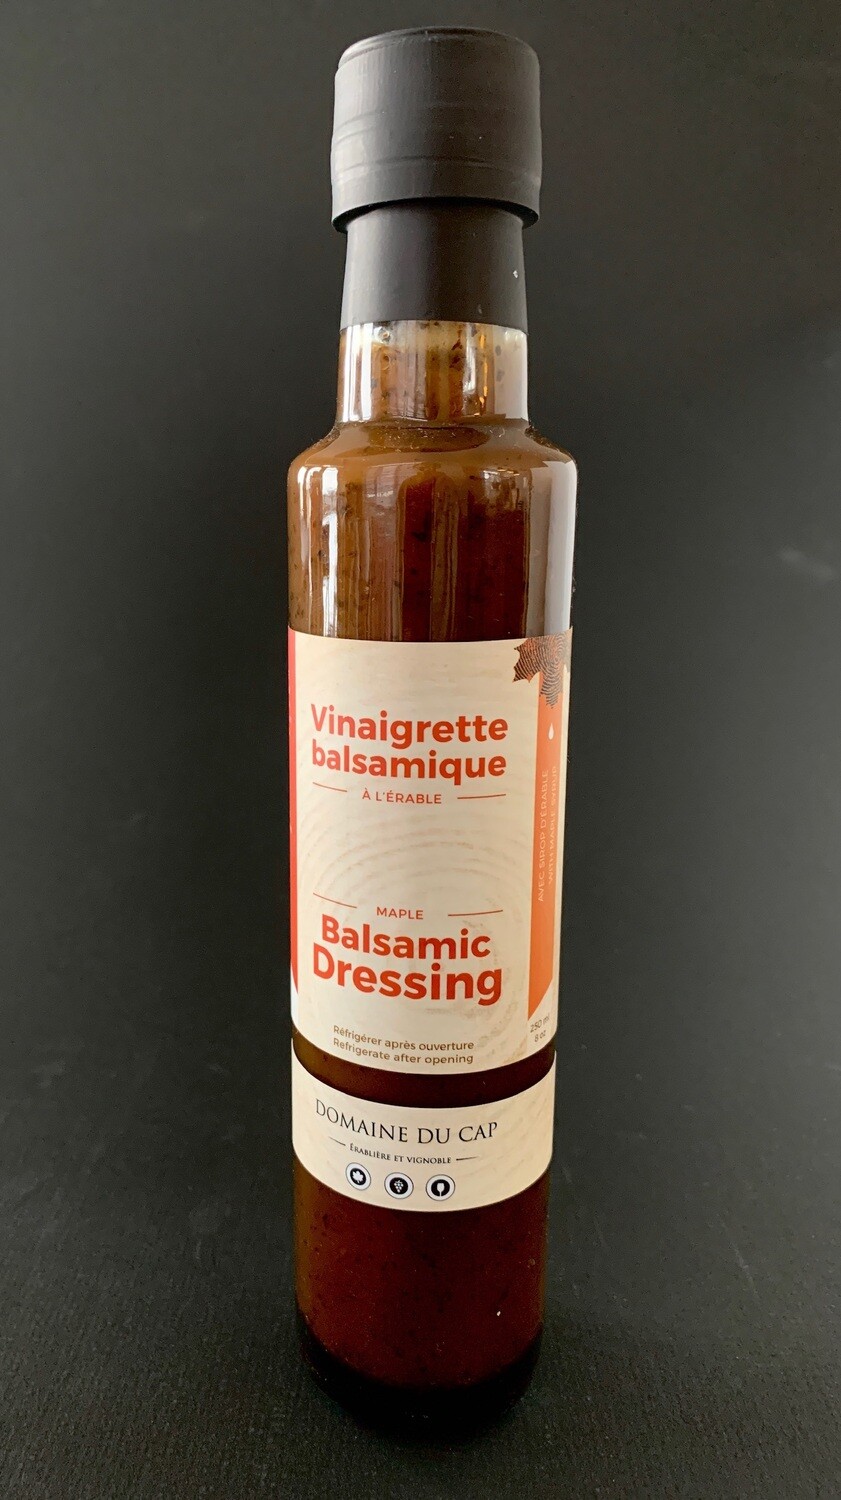 Vinaigrette
balsamique
À L'ÉRABLE
MAPLE
Balsamic
Dressing
Réfrigérer après ouverture
Refrigerate after opening
AVEC SIROP D'ÉRABLE
WITH MAPLE SYRUP
250 ml
8 oz
DOMAINE DU CAP
ÉRABLIÈRE ET VIGNOBLE